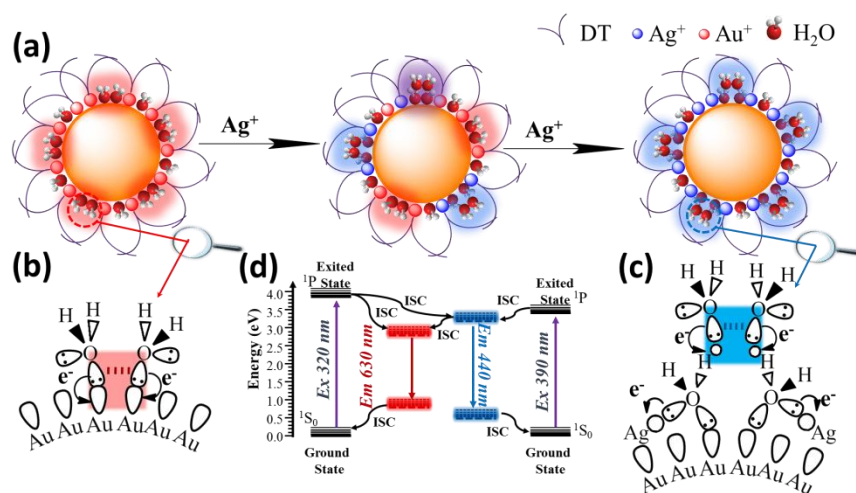 (a)
DT
Ag⁺
Au⁺
H₂O
Ag⁺
Ag⁺
(b)
H
H
H
H
O
O
e⁻
e⁻
Au
Au
Au
Au
Au
Au
(d)
Exited
State
¹P
ISC
Exited
State
¹P
ISC
ISC
ISC
Energy (eV)
4.0
3.5
3.0
2.5
2.0
1.5
1.0
0.5
0.0
Ex 320 nm
Em 630 nm
Em 440 nm
Ex 390 nm
¹S₀
ISC
ISC
¹S₀
Ground
State
Ground
State
(c)
H
H
H
H
O
O
e⁻
e⁻
H
H
H
H
O
O
e⁻
e⁻
Ag
Ag
Au
Au
Au
Au
Au
Au